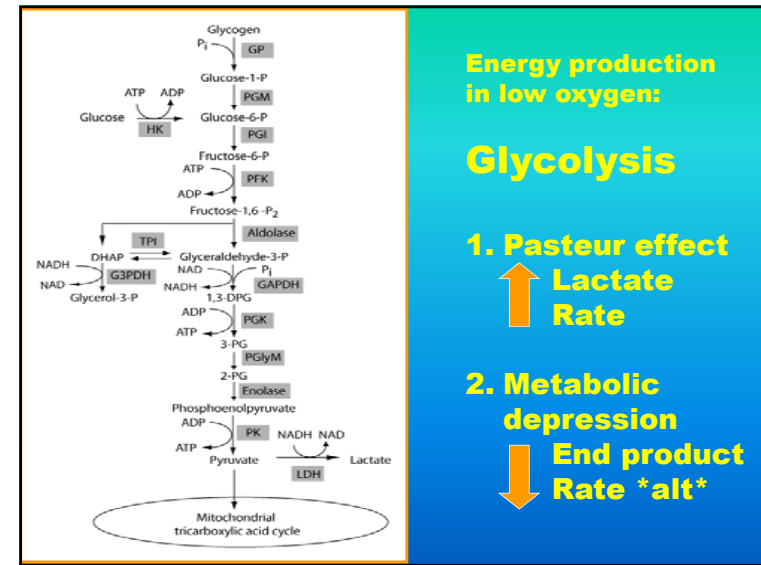 Glycogen
Pi
GP
Glucose-1-P
ATP ADP
PGM
Glucose Glucose-6-P
HK
PGI
Fructose-6-P
ATP
PFK
ADP
Fructose-1,6 -P2
Aldolase
TPI
DHAP Glyceraldehyde-3-P
NADH NAD Pi
G3PDH GAPDH
NAD NADH
Glycerol-3-P 1,3-DPG
ADP
PGK
ATP
3-PG
PGlyM
2-PG
Enolase
Phosphoenolpyruvate
ADP
PK NADH NAD
ATP
Pyruvate Lactate
LDH
Mitochondrial
tricarboxylic acid cycle
Energy production
in low oxygen:
Glycolysis
1. Pasteur effect
Lactate
Rate
2. Metabolic
depression
End product
Rate *alt*